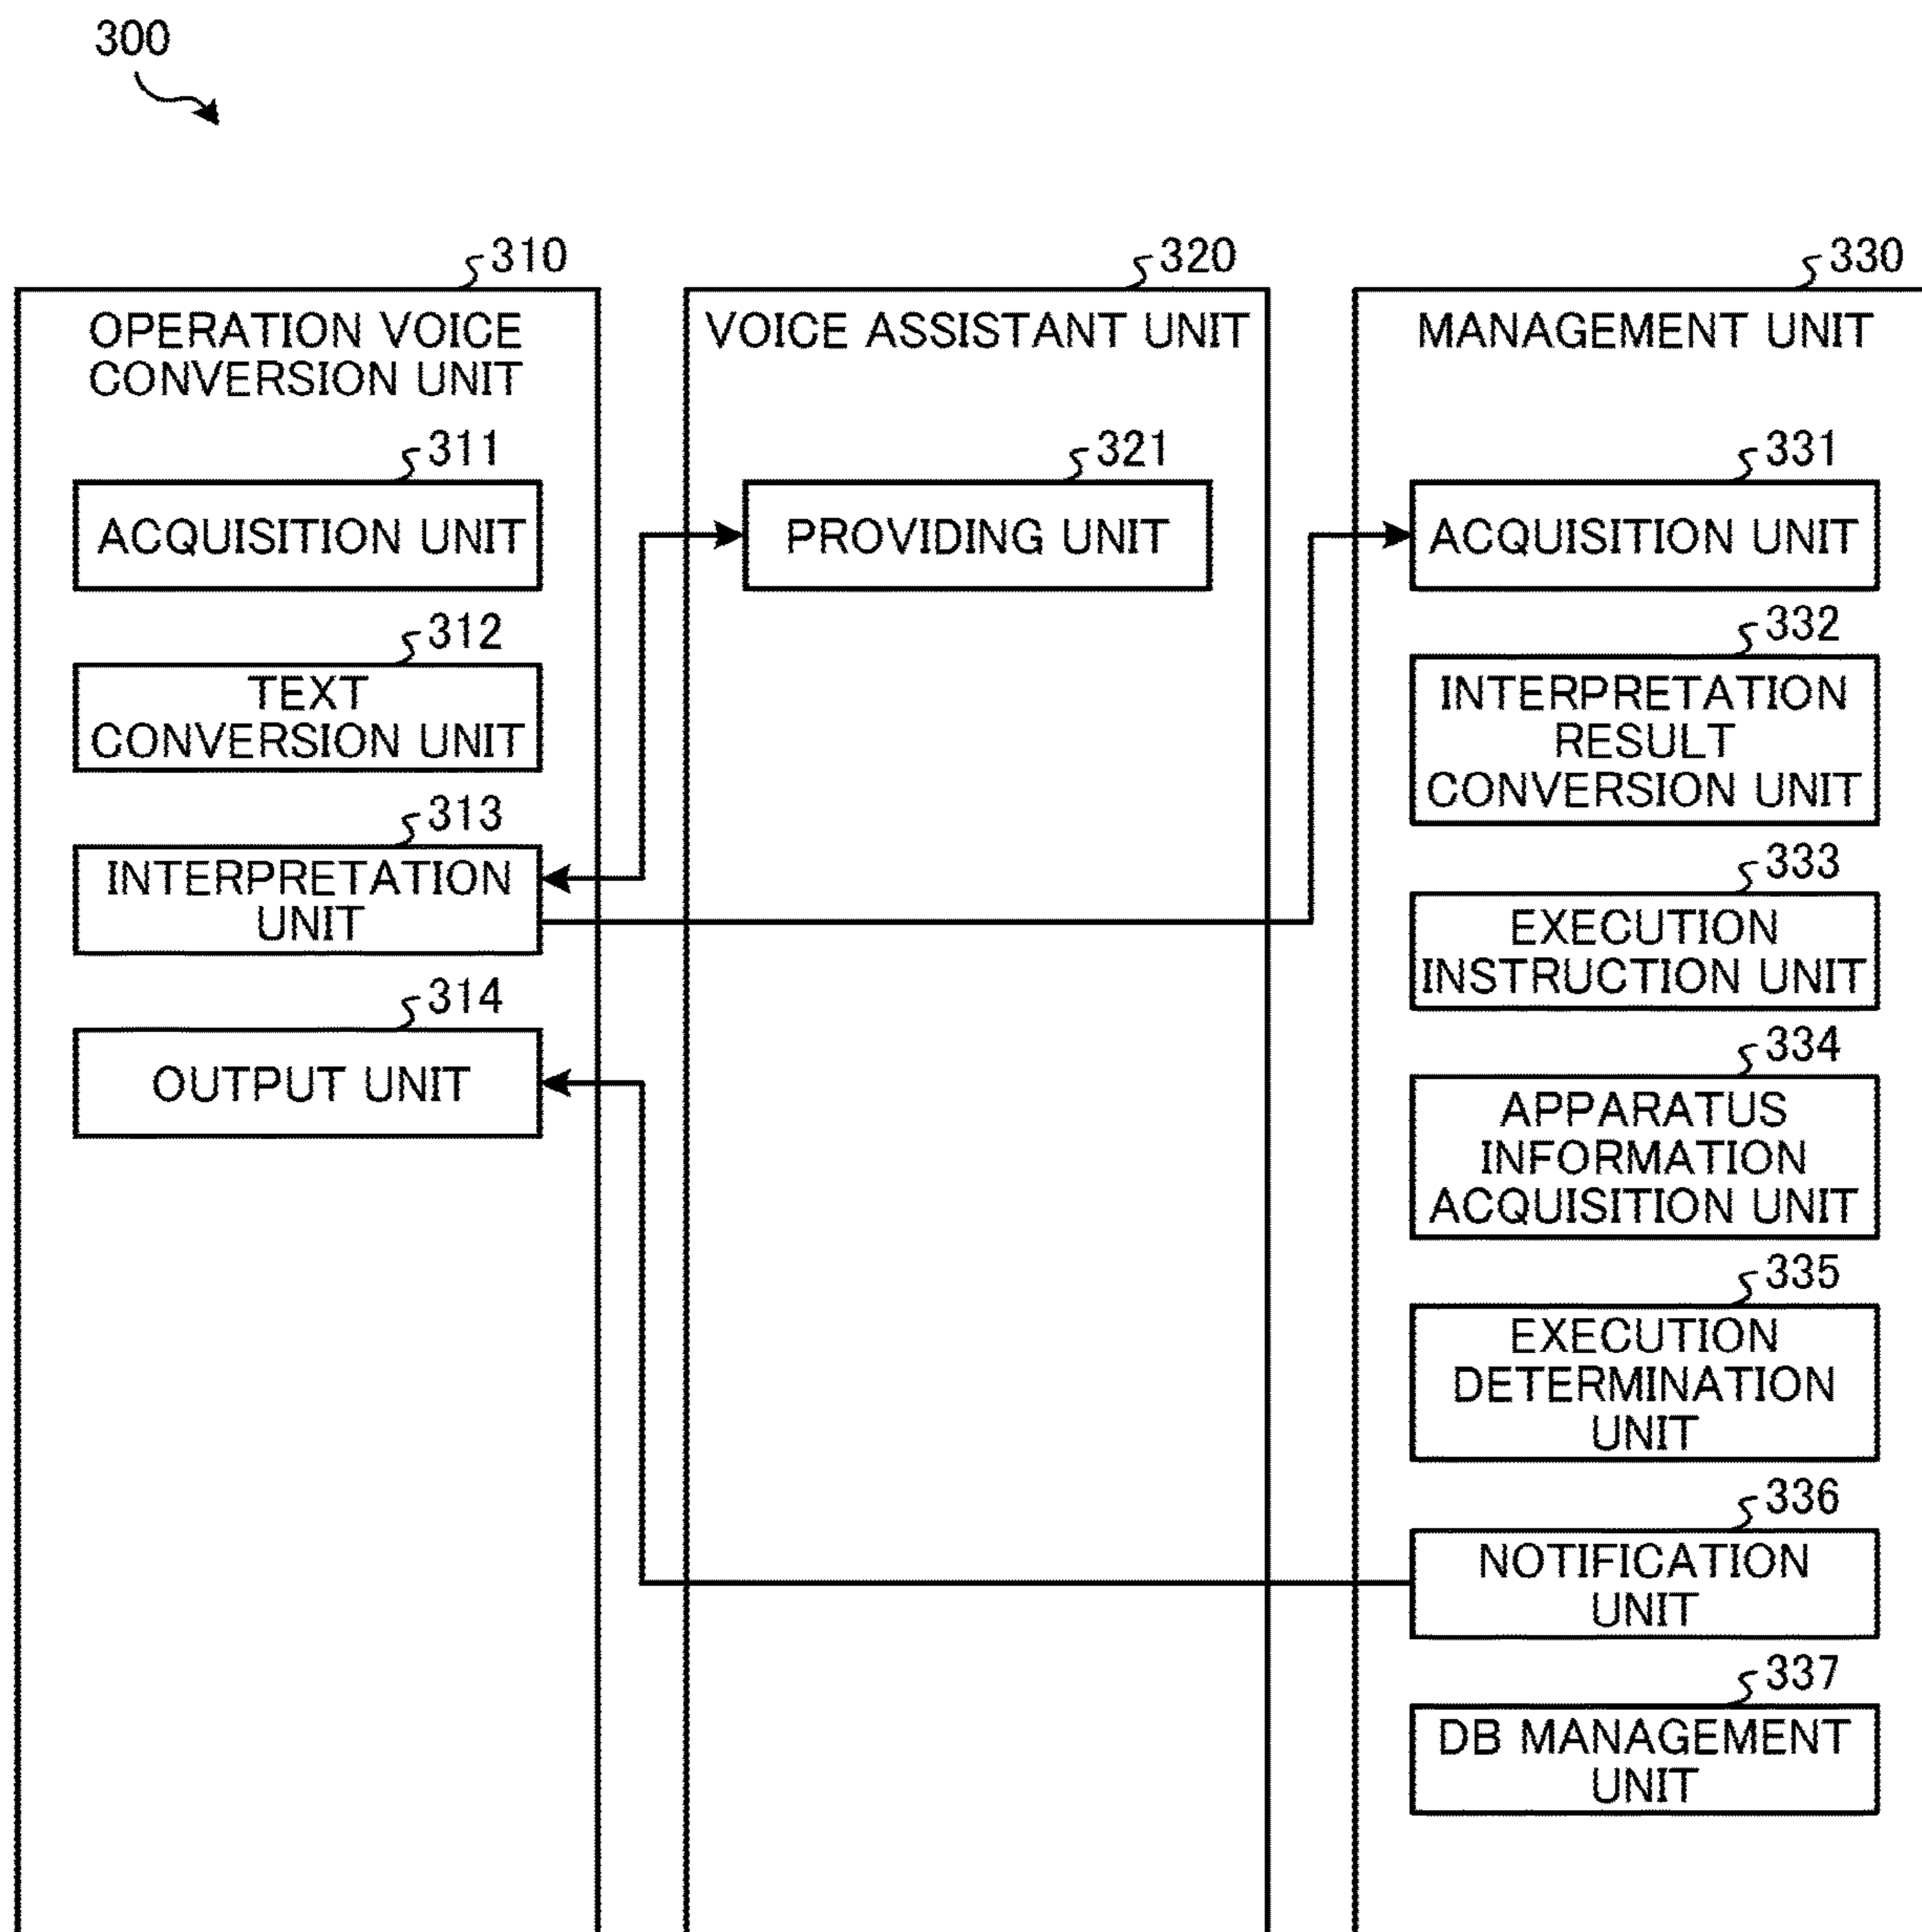 300
310
OPERATION VOICE
CONVERSION UNIT
311
ACQUISITION UNIT
312
TEXT
CONVERSION UNIT
313
INTERPRETATION
UNIT
314
OUTPUT UNIT
320
VOICE ASSISTANT UNIT
321
PROVIDING UNIT
330
MANAGEMENT UNIT
331
ACQUISITION UNIT
332
INTERPRETATION
RESULT
CONVERSION UNIT
333
EXECUTION
INSTRUCTION UNIT
334
APPARATUS
INFORMATION
ACQUISITION UNIT
335
EXECUTION
DETERMINATION
UNIT
336
NOTIFICATION
UNIT
337
DB MANAGEMENT
UNIT